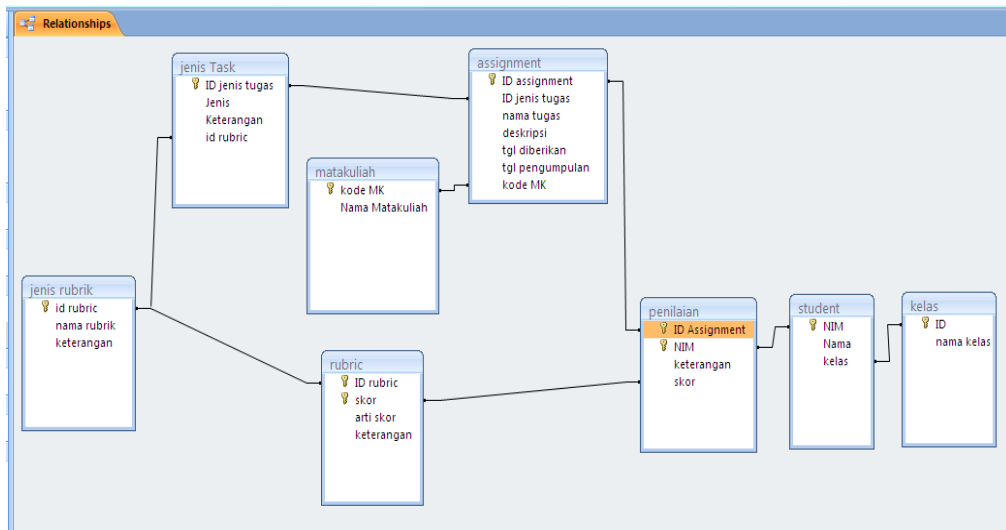 Relationships
jenis Task
ID jenis tugas
Jenis
Keterangan
id rubric
assignment
ID assignment
ID jenis tugas
nama tugas
deskripsi
tgl diberikan
tgl pengumpulan
kode MK
matakuliah
kode MK
Nama Matakuliah
jenis rubrik
id rubric
nama rubrik
keterangan
rubric
ID rubric
skor
arti skor
keterangan
penilaian
ID Assignment
NIM
keterangan
skor
student
NIM
Nama
kelas
kelas
ID
nama kelas